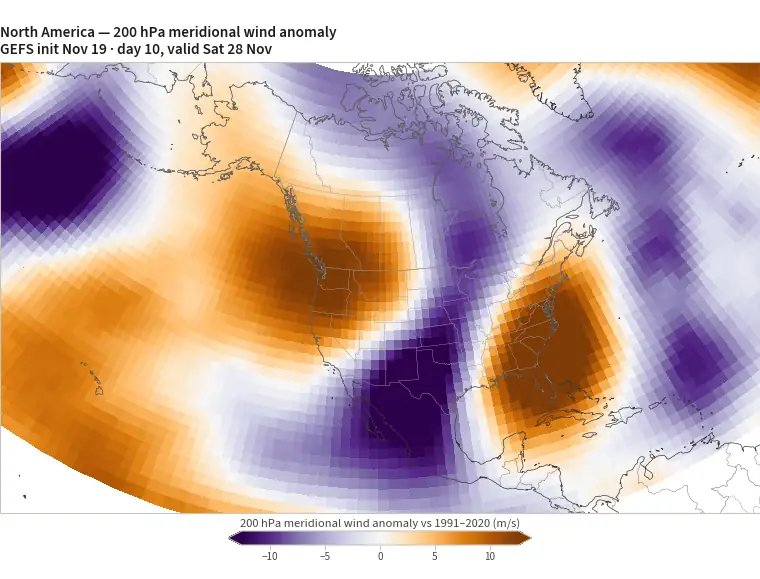 North America — 200 hPa meridional wind anomaly
GEFS init Nov 19 · day 10, valid Sat 28 Nov
200 hPa meridional wind anomaly vs 1991–2020 (m/s)
−10 −5 0 5 10